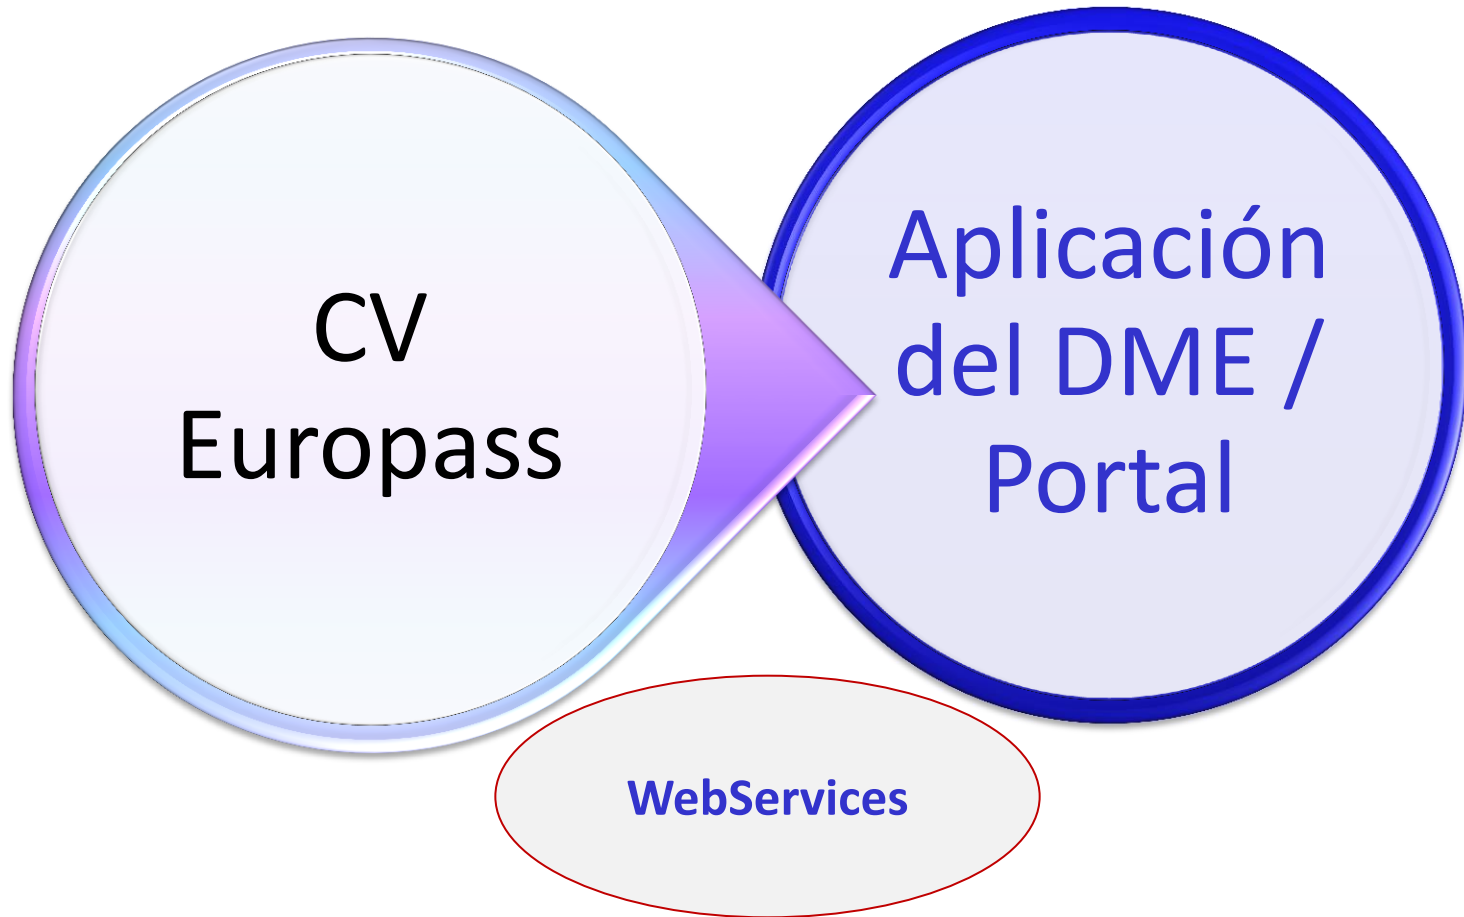 CV
Europass
Aplicación
del DME /
Portal
WebServices